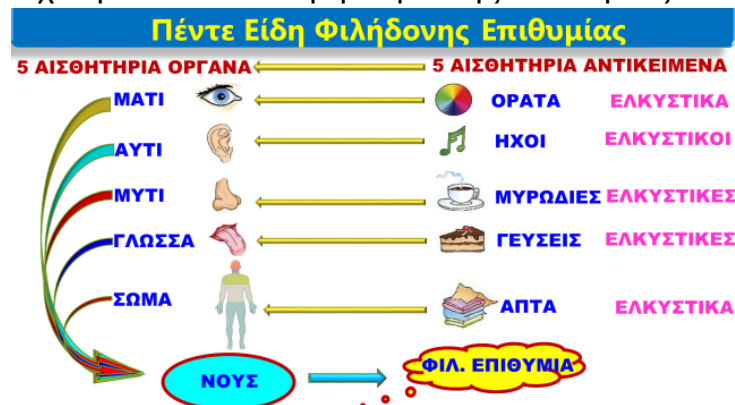 Πέντε Είδη Φιλήδονης Επιθυμίας
5 ΑΙΣΘΗΤΗΡΙΑ ΟΡΓΑΝΑ 5 ΑΙΣΘΗΤΗΡΙΑ ΑΝΤΙΚΕΙΜΕΝΑ
ΜΑΤΙ ΟΡΑΤΑ ΕΛΚΥΣΤΙΚΑ
ΑΥΤΙ ΗΧΟΙ ΕΛΚΥΣΤΙΚΟΙ
ΜΥΤΙ ΜΥΡΩΔΙΕΣ ΕΛΚΥΣΤΙΚΕΣ
ΓΛΩΣΣΑ ΓΕΥΣΕΙΣ ΕΛΚΥΣΤΙΚΕΣ
ΣΩΜΑ ΑΠΤΑ ΕΛΚΥΣΤΙΚΑ
ΝΟΥΣ ΦΙΛ. ΕΠΙΘΥΜΙΑ